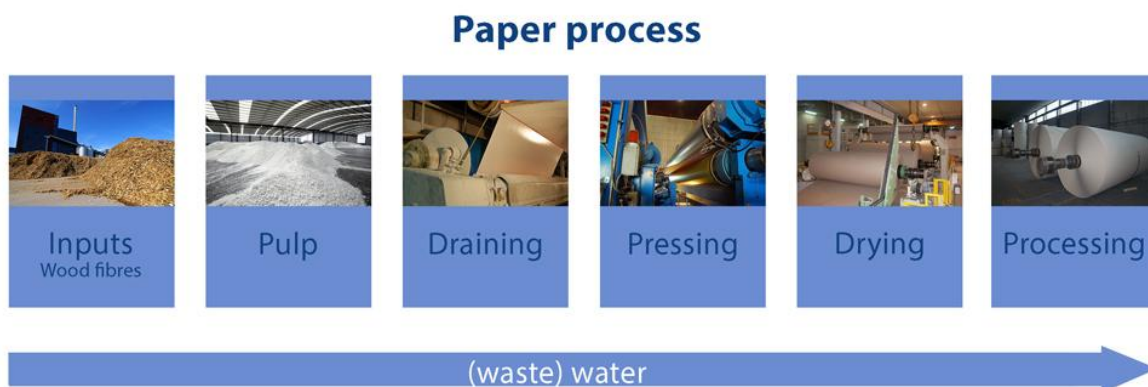 Paper process
Inputs
Wood fibres
Pulp
Draining
Pressing
Drying
Processing
(waste) water